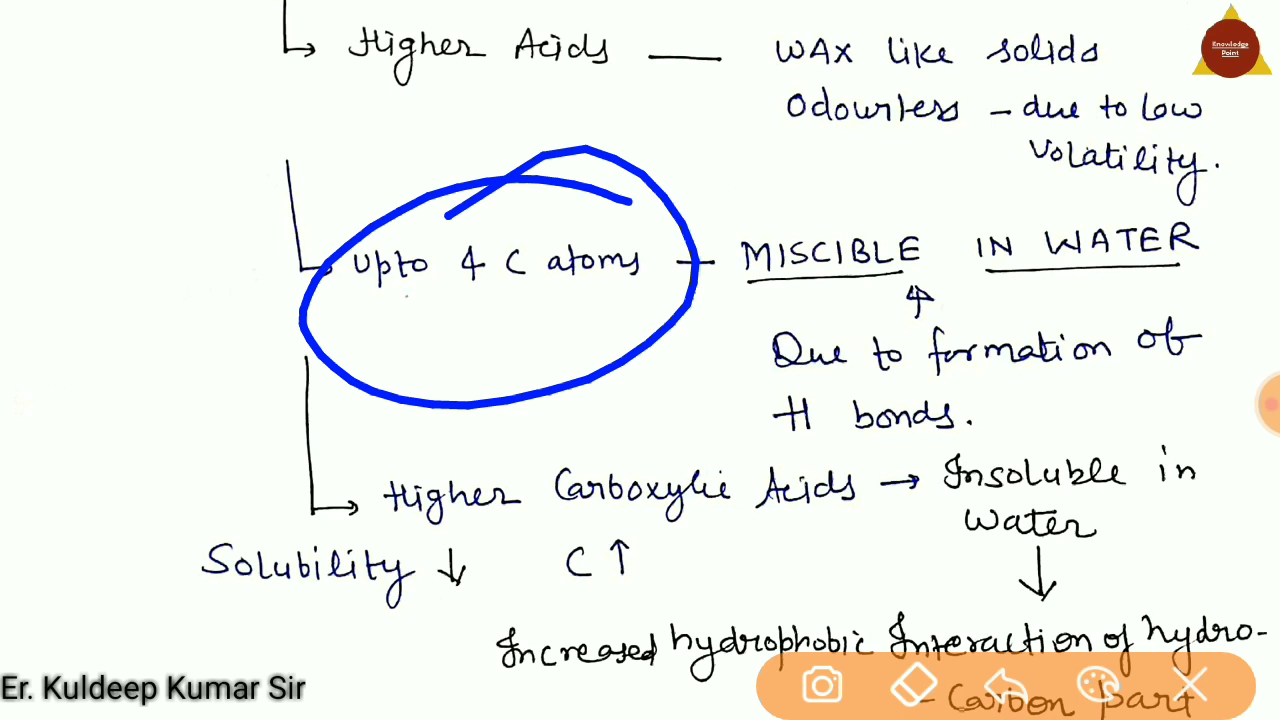 Higher Acids — WAX like solids
Odourless - due to low
Volatility.
Knowledge
Point
upto 4 C atoms — MISCIBLE IN WATER
Due to formation of
H bonds.
Higher Carboxylic Acids → Insoluble in
Water
Solubility ↓ C ↑
Increased hydrophobic Interaction of hydro-
- Carbon part
Er. Kuldeep Kumar Sir